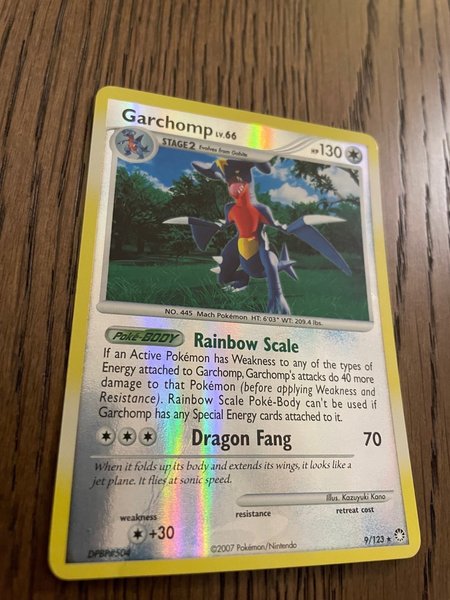 Garchomp LV.66
STAGE2 Evolves from Gabite
HP130
NO. 445 Mach Pokémon HT: 6'03" WT: 209.4 lbs.
Poké-BODY Rainbow Scale
If an Active Pokémon has Weakness to any of the types of
Energy attached to Garchomp, Garchomp's attacks do 40 more
damage to that Pokémon (before applying Weakness and
Resistance). Rainbow Scale Poké-Body can't be used if
Garchomp has any Special Energy cards attached to it.
Dragon Fang 70
When it folds up its body and extends its wings, it looks like a
jet plane. It flies at sonic speed.
Illus. Kazuyuki Kano
weakness resistance retreat cost
+30
DPBP#504 ©2007 Pokémon/Nintendo 9/123